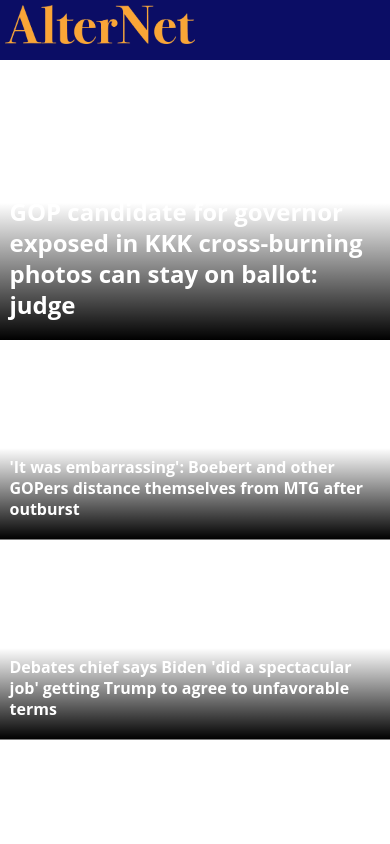 AlterNet
GOP candidate for governor
exposed in KKK cross-burning
photos can stay on ballot:
judge
'It was embarrassing': Boebert and other
GOPers distance themselves from MTG after
outburst
Debates chief says Biden 'did a spectacular
job' getting Trump to agree to unfavorable
terms